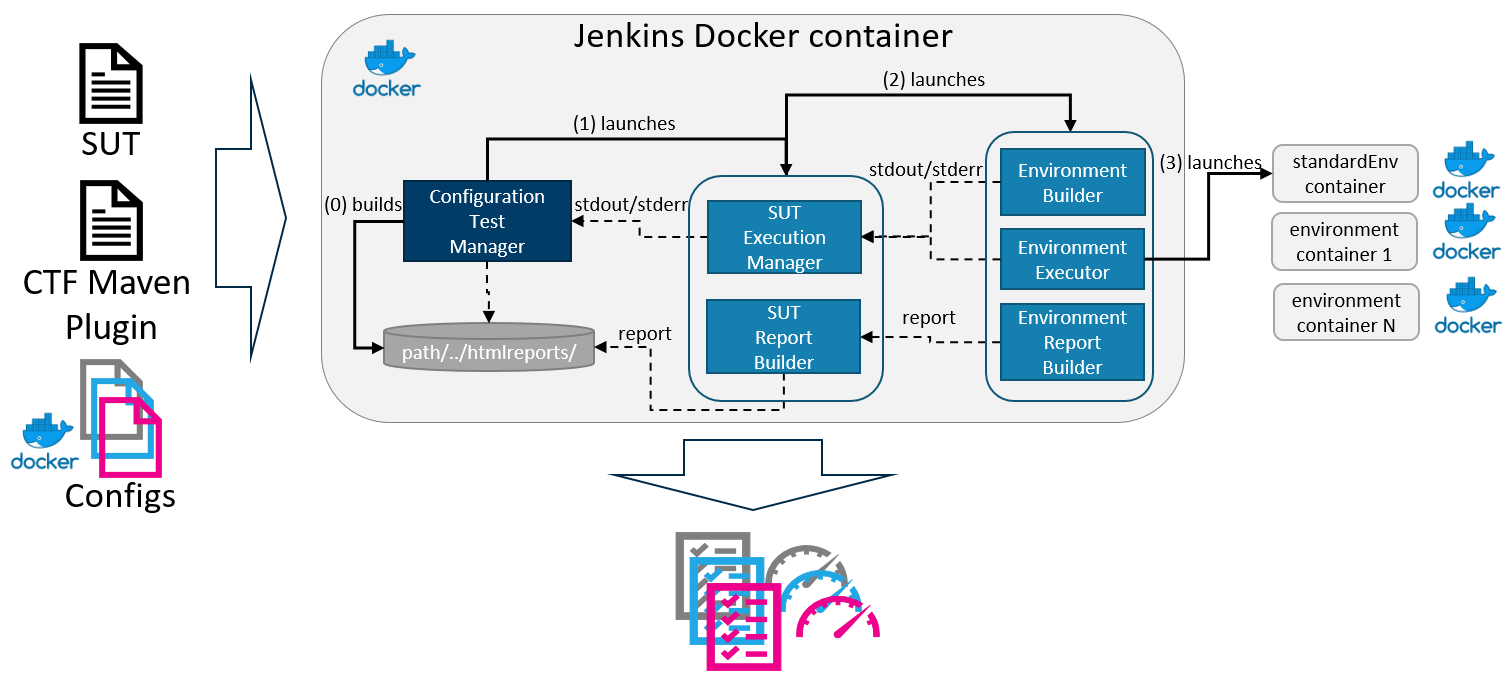 Jenkins Docker container
docker
SUT
CTF Maven
Plugin
docker
Configs
(0) builds
(1) launches
(2) launches
(3) launches
Configuration
Test
Manager
stdout/stderr
path/../htmlreports/
report
SUT
Execution
Manager
SUT
Report
Builder
stdout/stderr
report
Environment
Builder
Environment
Executor
Environment
Report
Builder
standardEnv
container
docker
environment
container 1
docker
environment
container N
docker